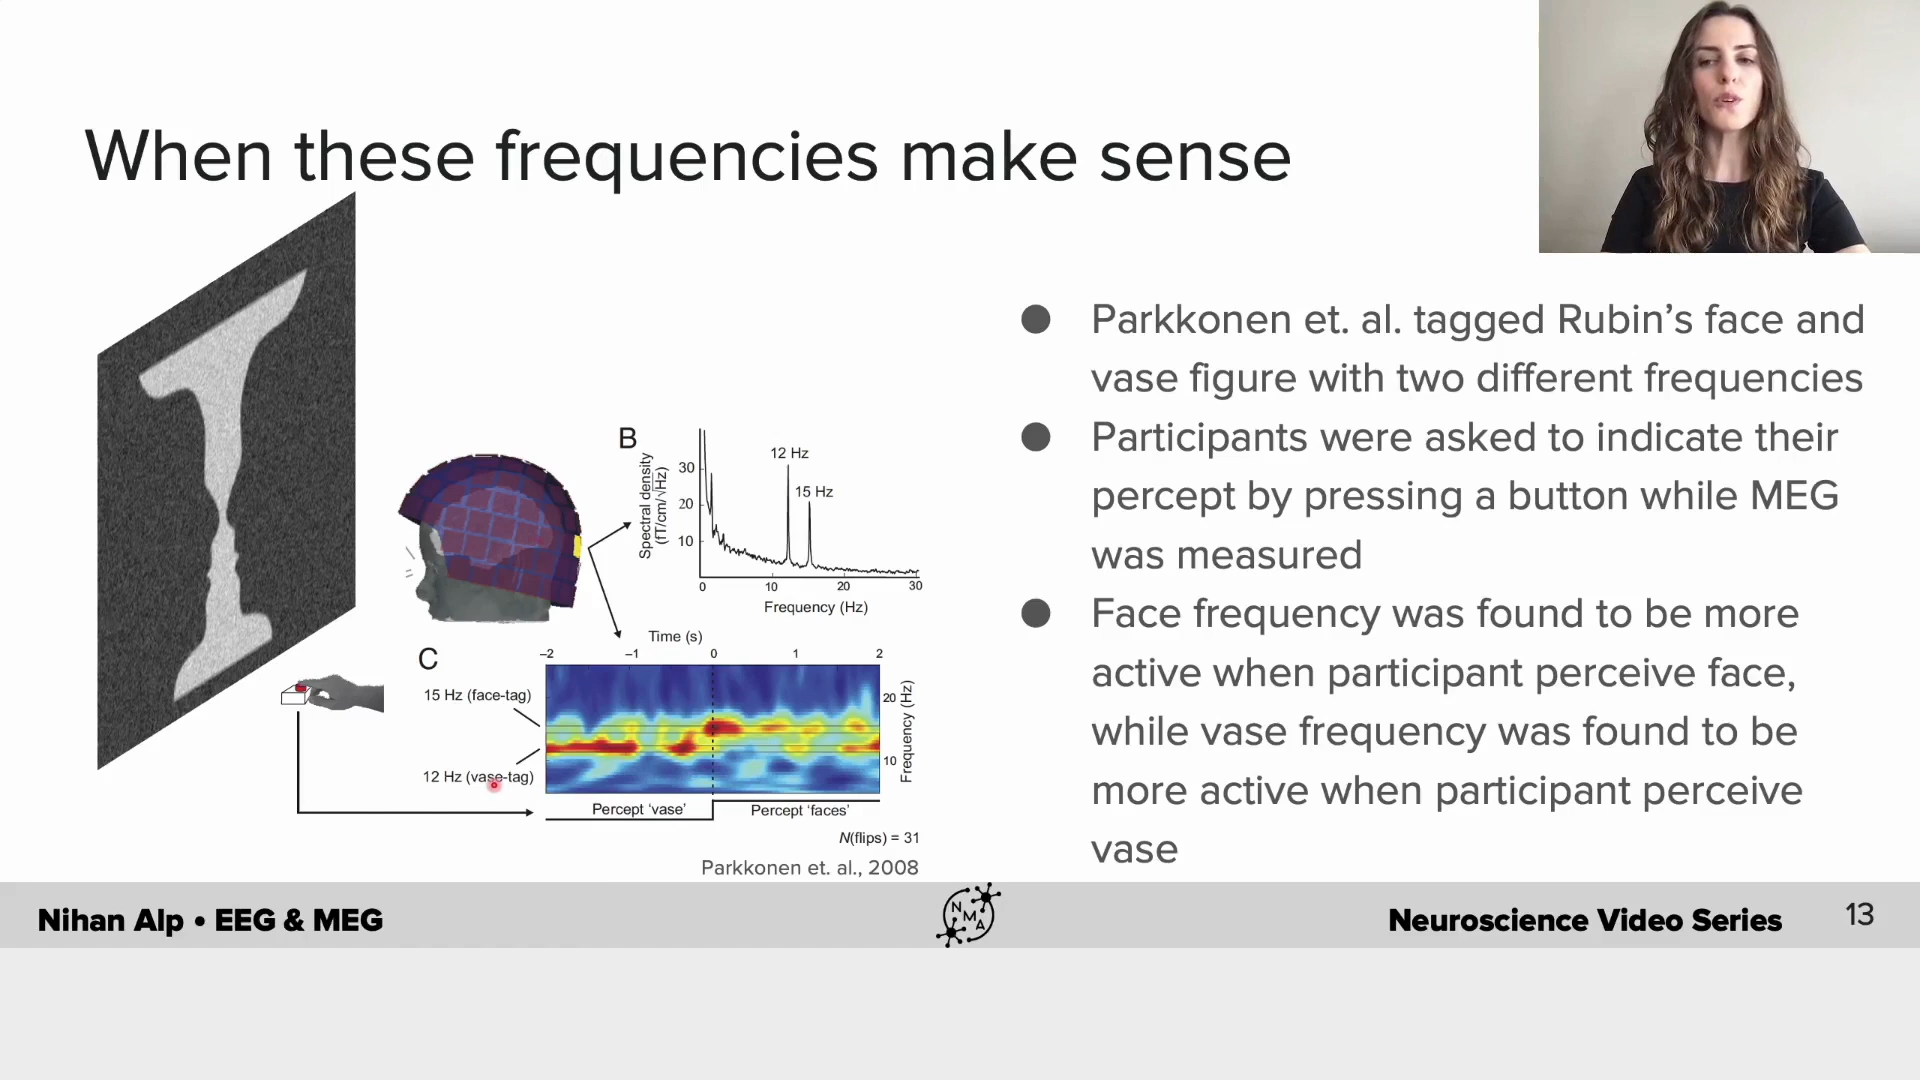 When these frequencies make sense
Parkkonen et. al. tagged Rubin's face and
vase figure with two different frequencies
Participants were asked to indicate their
percept by pressing a button while MEG
was measured
Face frequency was found to be more
active when participant perceive face,
while vase frequency was found to be
more active when participant perceive
vase
B
Spectral density
(fT/cm/√Hz)
30
20
10
12 Hz
15 Hz
0 10 20 30
Frequency (Hz)
C
Time (s)
–2 –1 0 1 2
15 Hz (face-tag)
12 Hz (vase-tag)
20
10
Frequency (Hz)
Percept 'vase'
Percept 'faces'
N(flips) = 31
Parkkonen et. al., 2008
Nihan Alp • EEG & MEG
N
M
A
Neuroscience Video Series
13